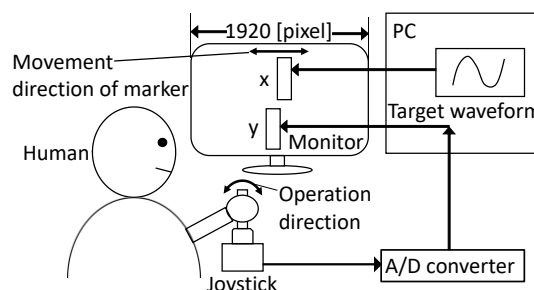 1920 [pixel]
PC
Movement
direction of marker
x
Target waveform
y
Monitor
Human
Operation
direction
A/D converter
Joystick